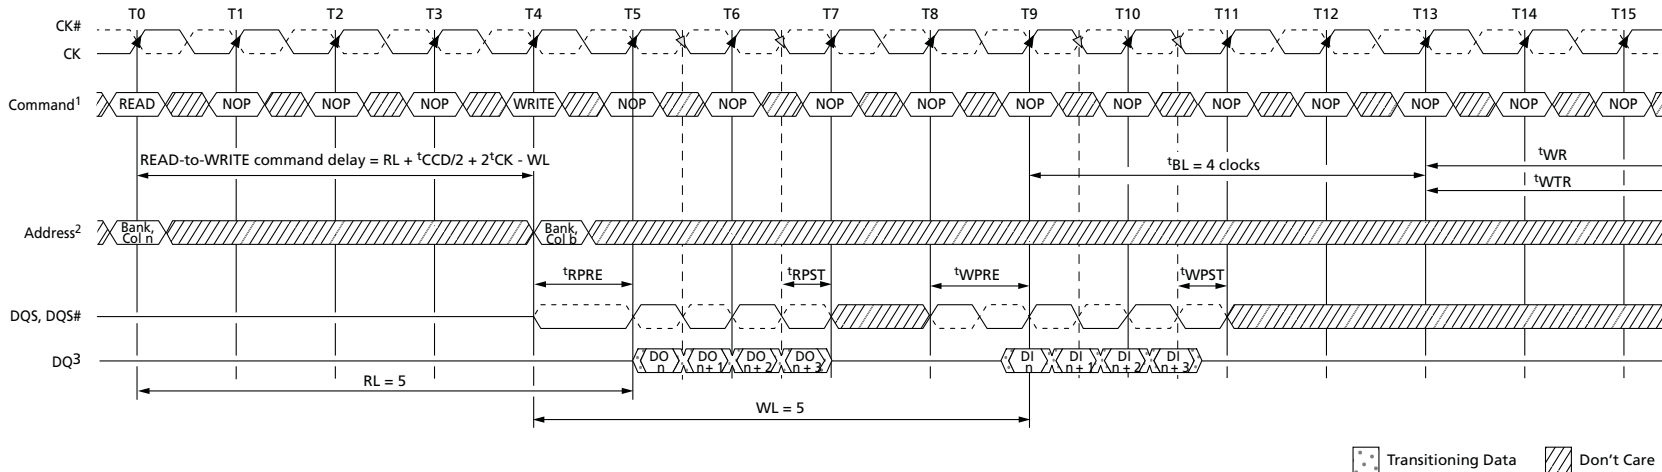 T0 T1 T2 T3 T4 T5 T6 T7 T8 T9 T10 T11 T12 T13 T14 T15
CK#
CK
Command1 READ NOP NOP NOP WRITE NOP NOP NOP NOP NOP NOP NOP NOP NOP NOP NOP
READ-to-WRITE command delay = RL + tCCD/2 + 2tCK - WL
tBL = 4 clocks
tWR
tWTR
Address2 Bank, Col n Bank, Col b
tRPRE tRPST tWPRE tWPST
DQS, DQS#
DQ3 DO n DO n + 1 DO n + 2 DO n + 3 DI n DI n + 1 DI n + 2 DI n + 3
RL = 5
WL = 5
Transitioning Data Don't Care